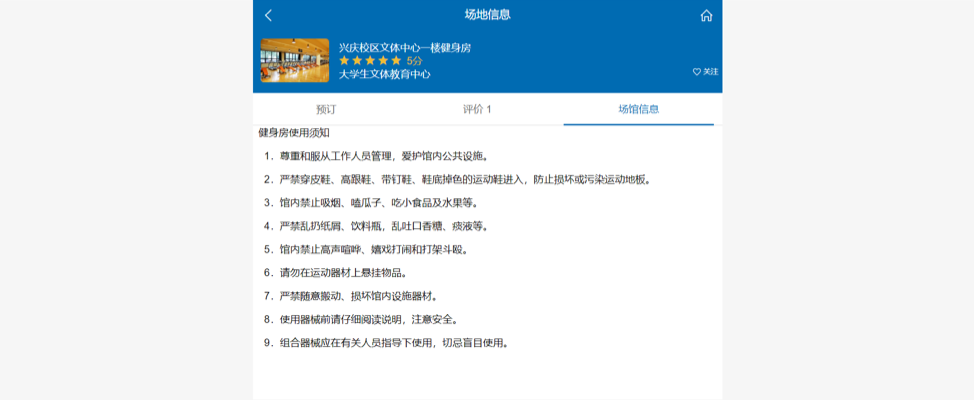 场地信息
兴庆校区文体中心一楼健身房
5分
大学生文体教育中心
关注
预订
评价 1
场馆信息
健身房使用须知
1．尊重和服从工作人员管理，爱护馆内公共设施。
2．严禁穿皮鞋、高跟鞋、带钉鞋、鞋底掉色的运动鞋进入，防止损坏或污染运动地板。
3．馆内禁止吸烟、嗑瓜子、吃小食品及水果等。
4．严禁乱扔纸屑、饮料瓶，乱吐口香糖、痰液等。
5．馆内禁止高声喧哗、嬉戏打闹和打架斗殴。
6．请勿在运动器材上悬挂物品。
7．严禁随意搬动、损坏馆内设施器材。
8．使用器械前请仔细阅读说明，注意安全。
9．组合器械应在有关人员指导下使用，切忌盲目使用。